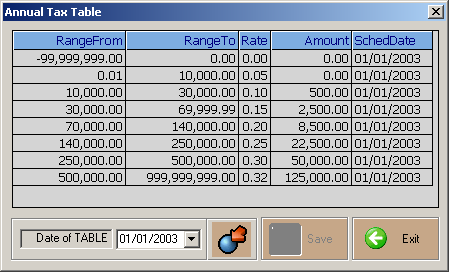 Annual Tax Table
RangeFrom RangeTo Rate Amount SchedDate
-99,999,999.00 0.00 0.00 0.00 01/01/2003
0.01 10,000.00 0.05 0.00 01/01/2003
10,000.00 30,000.00 0.10 500.00 01/01/2003
30,000.00 69,999.99 0.15 2,500.00 01/01/2003
70,000.00 140,000.00 0.20 8,500.00 01/01/2003
140,000.00 250,000.00 0.25 22,500.00 01/01/2003
250,000.00 500,000.00 0.30 50,000.00 01/01/2003
500,000.00 999,999,999.00 0.32 125,000.00 01/01/2003
Date of TABLE 01/01/2003 Save Exit